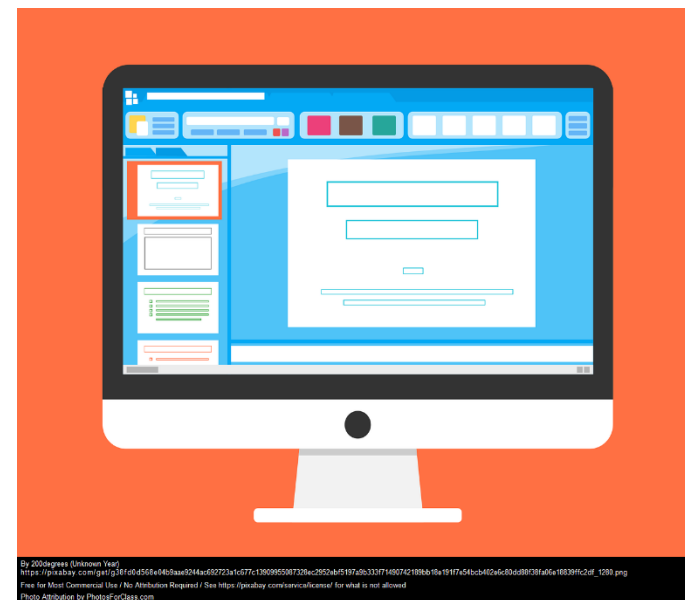 By 200degrees (Unknown Year)
https://pixabay.com/get/g38fd0d568e04b9aae9244ac692723a1c677c13909955087328ec2952ebf5197a9b333f71490742189bb18e191f7e54bcb402e6c80dd88f38fa06e18839ffc2df_1280.png
Free for Most Commercial Use / No Attribution Required / See https://pixabay.com/service/license/ for what is not allowed
Photo Attribution by PhotosForClass.com